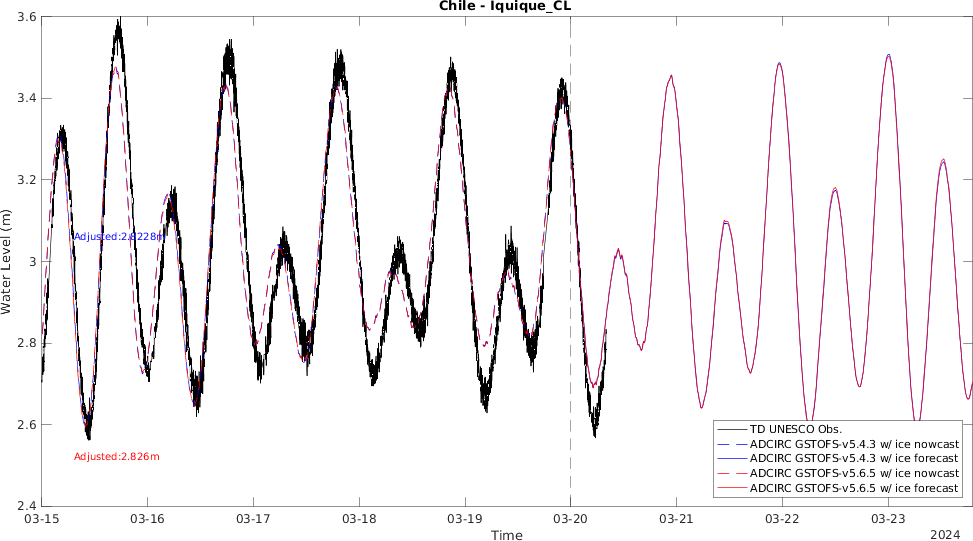 Chile - Iquique_CL
3.6
3.4
3.2
3
2.8
2.6
2.4
Water Level (m)
Adjusted:2.8228m
Adjusted:2.826m
TD UNESCO Obs.
ADCIRC GSTOFS-v5.4.3 w/ ice nowcast
ADCIRC GSTOFS-v5.4.3 w/ ice forecast
ADCIRC GSTOFS-v5.6.5 w/ ice nowcast
ADCIRC GSTOFS-v5.6.5 w/ ice forecast
03-15 03-16 03-17 03-18 03-19 03-20 03-21 03-22 03-23
Time
2024